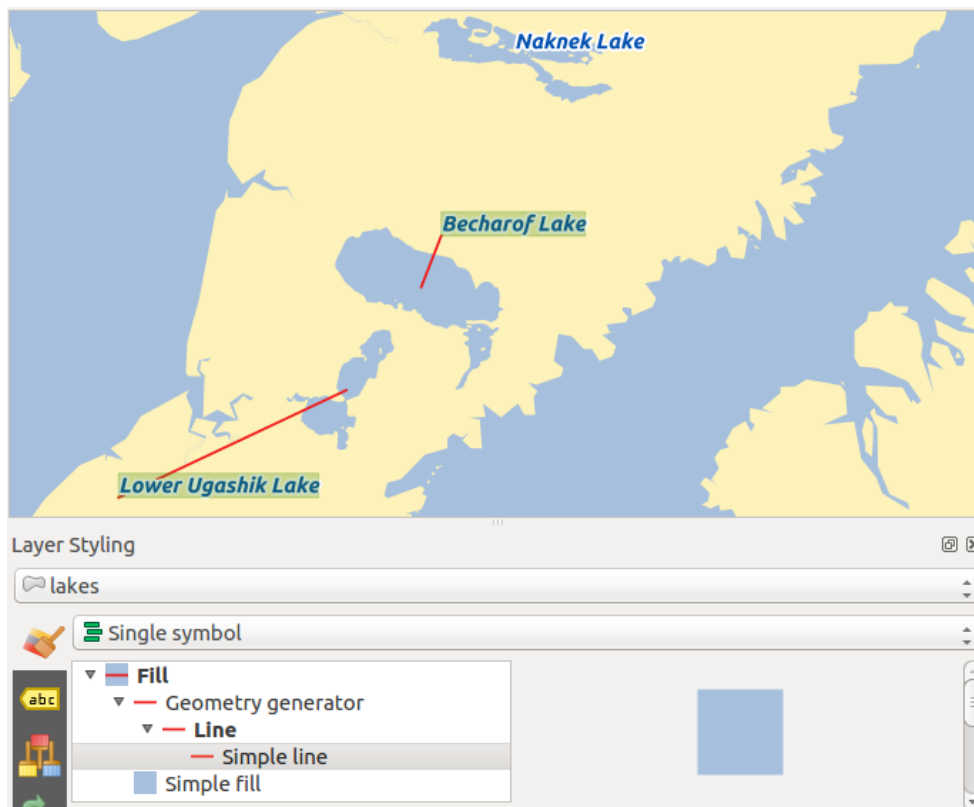 Naknek Lake
Becharof Lake
Lower Ugashik Lake
Layer Styling
lakes
Single symbol
Fill
abc
Geometry generator
Line
Simple line
Simple fill